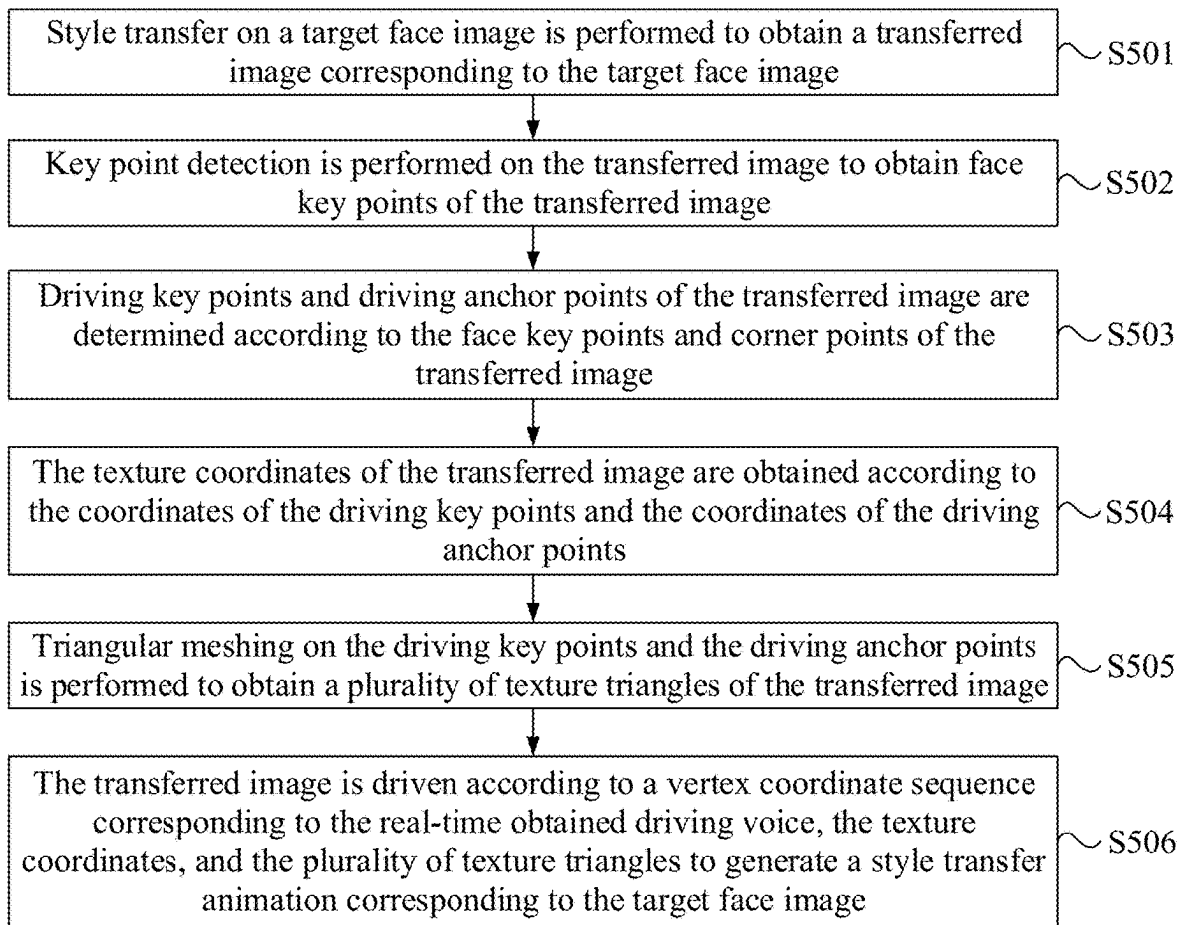 Style transfer on a target face image is performed to obtain a transferred
image corresponding to the target face image
S501
Key point detection is performed on the transferred image to obtain face
key points of the transferred image
S502
Driving key points and driving anchor points of the transferred image are
determined according to the face key points and corner points of the
transferred image
S503
The texture coordinates of the transferred image are obtained according to
the coordinates of the driving key points and the coordinates of the driving
anchor points
S504
Triangular meshing on the driving key points and the driving anchor points
is performed to obtain a plurality of texture triangles of the transferred image
S505
The transferred image is driven according to a vertex coordinate sequence
corresponding to the real-time obtained driving voice, the texture
coordinates, and the plurality of texture triangles to generate a style transfer
animation corresponding to the target face image
S506